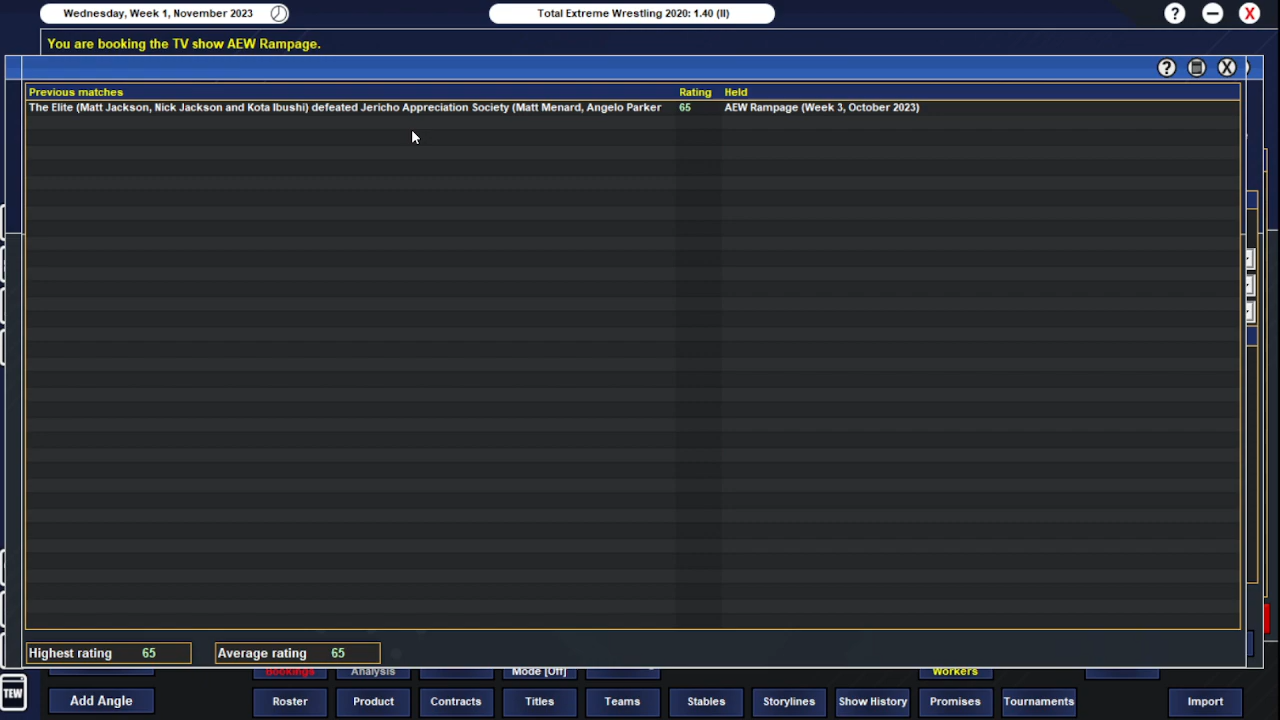 Wednesday, Week 1, November 2023
Total Extreme Wrestling 2020: 1.40 (II)
? X
You are booking the TV show AEW Rampage.
? X
Previous matches Rating Held
The Elite (Matt Jackson, Nick Jackson and Kota Ibushi) defeated Jericho Appreciation Society (Matt Menard, Angelo Parker 65 AEW Rampage (Week 3, October 2023)
Highest rating 65 Average rating 65
Bookings Analysis Mode [Off] Workers
TEW Add Angle Roster Product Contracts Titles Teams Stables Storylines Show History Promises Tournaments Import